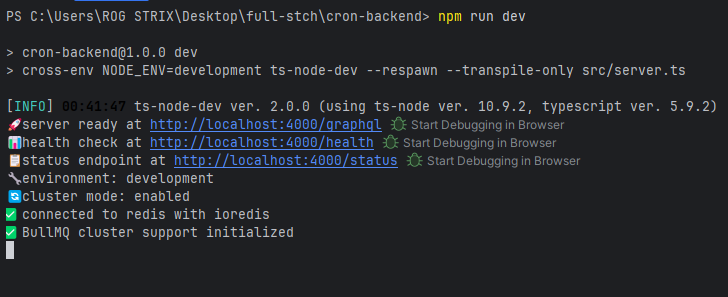 PS C:\Users\ROG STRIX\Desktop\full-stch\cron-backend> npm run dev
> cron-backend@1.0.0 dev
> cross-env NODE_ENV=development ts-node-dev --respawn --transpile-only src/server.ts
[INFO] 00:41:47 ts-node-dev ver. 2.0.0 (using ts-node ver. 10.9.2, typescript ver. 5.9.2)
🚀server ready at http://localhost:4000/graphql Start Debugging in Browser
📊health check at http://localhost:4000/health Start Debugging in Browser
📋status endpoint at http://localhost:4000/status Start Debugging in Browser
🔧environment: development
🔄cluster mode: enabled
✅ connected to redis with ioredis
✅ BullMQ cluster support initialized